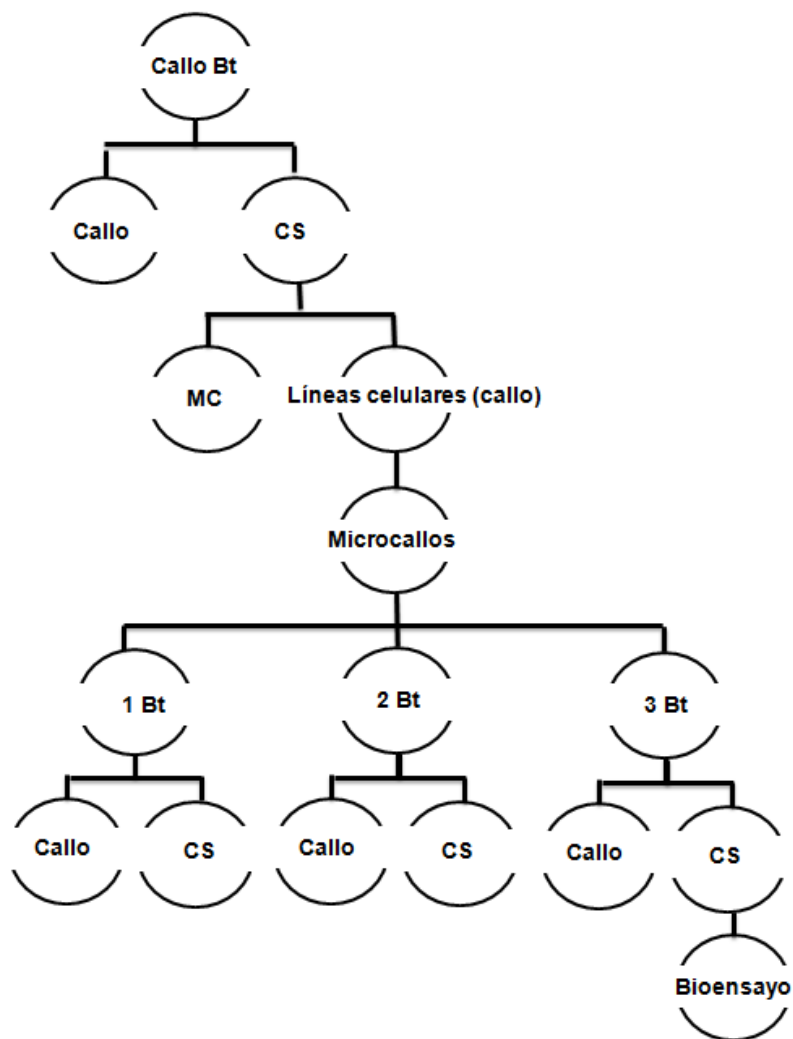 Callo Bt
Callo
CS
MC
Líneas celulares (callo)
Microcallos
1 Bt
2 Bt
3 Bt
Callo
CS
Callo
CS
Callo
CS
Bioensayo